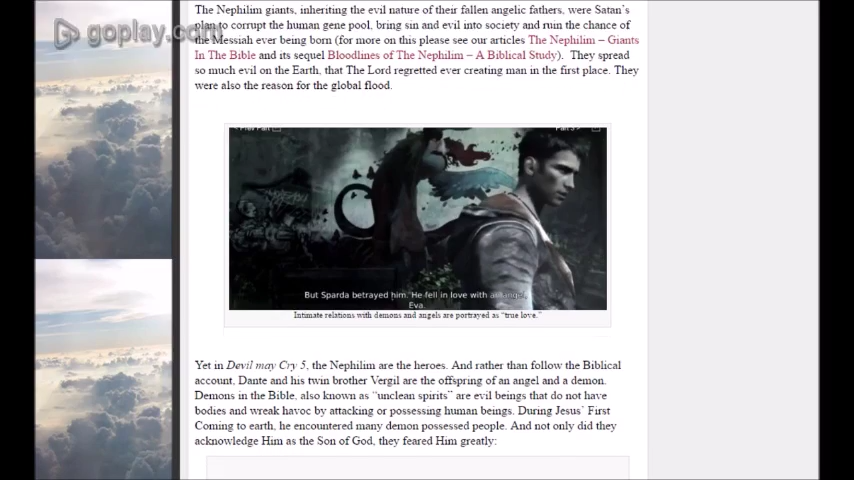 The Nephilim giants, inheriting the evil nature of their fallen angelic fathers, were Satan's
plan to corrupt the human gene pool, bring sin and evil into society and ruin the chance of
goplay.com
the Messiah ever being born (for more on this please see our articles The Nephilim – Giants
In The Bible and its sequel Bloodlines of The Nephilim – A Biblical Study). They spread
so much evil on the Earth, that The Lord regretted ever creating man in the first place. They
were also the reason for the global flood.
But Sparda betrayed him. He fell in love with an angel,
Eva.
Intimate relations with demons and angels are portrayed as "true love."
Yet in Devil may Cry 5, the Nephilim are the heroes. And rather than follow the Biblical
account, Dante and his twin brother Vergil are the offspring of an angel and a demon.
Demons in the Bible, also known as "unclean spirits" are evil beings that do not have
bodies and wreak havoc by attacking or possessing human beings. During Jesus' First
Coming to earth, he encountered many demon possessed people. And not only did they
acknowledge Him as the Son of God, they feared Him greatly: